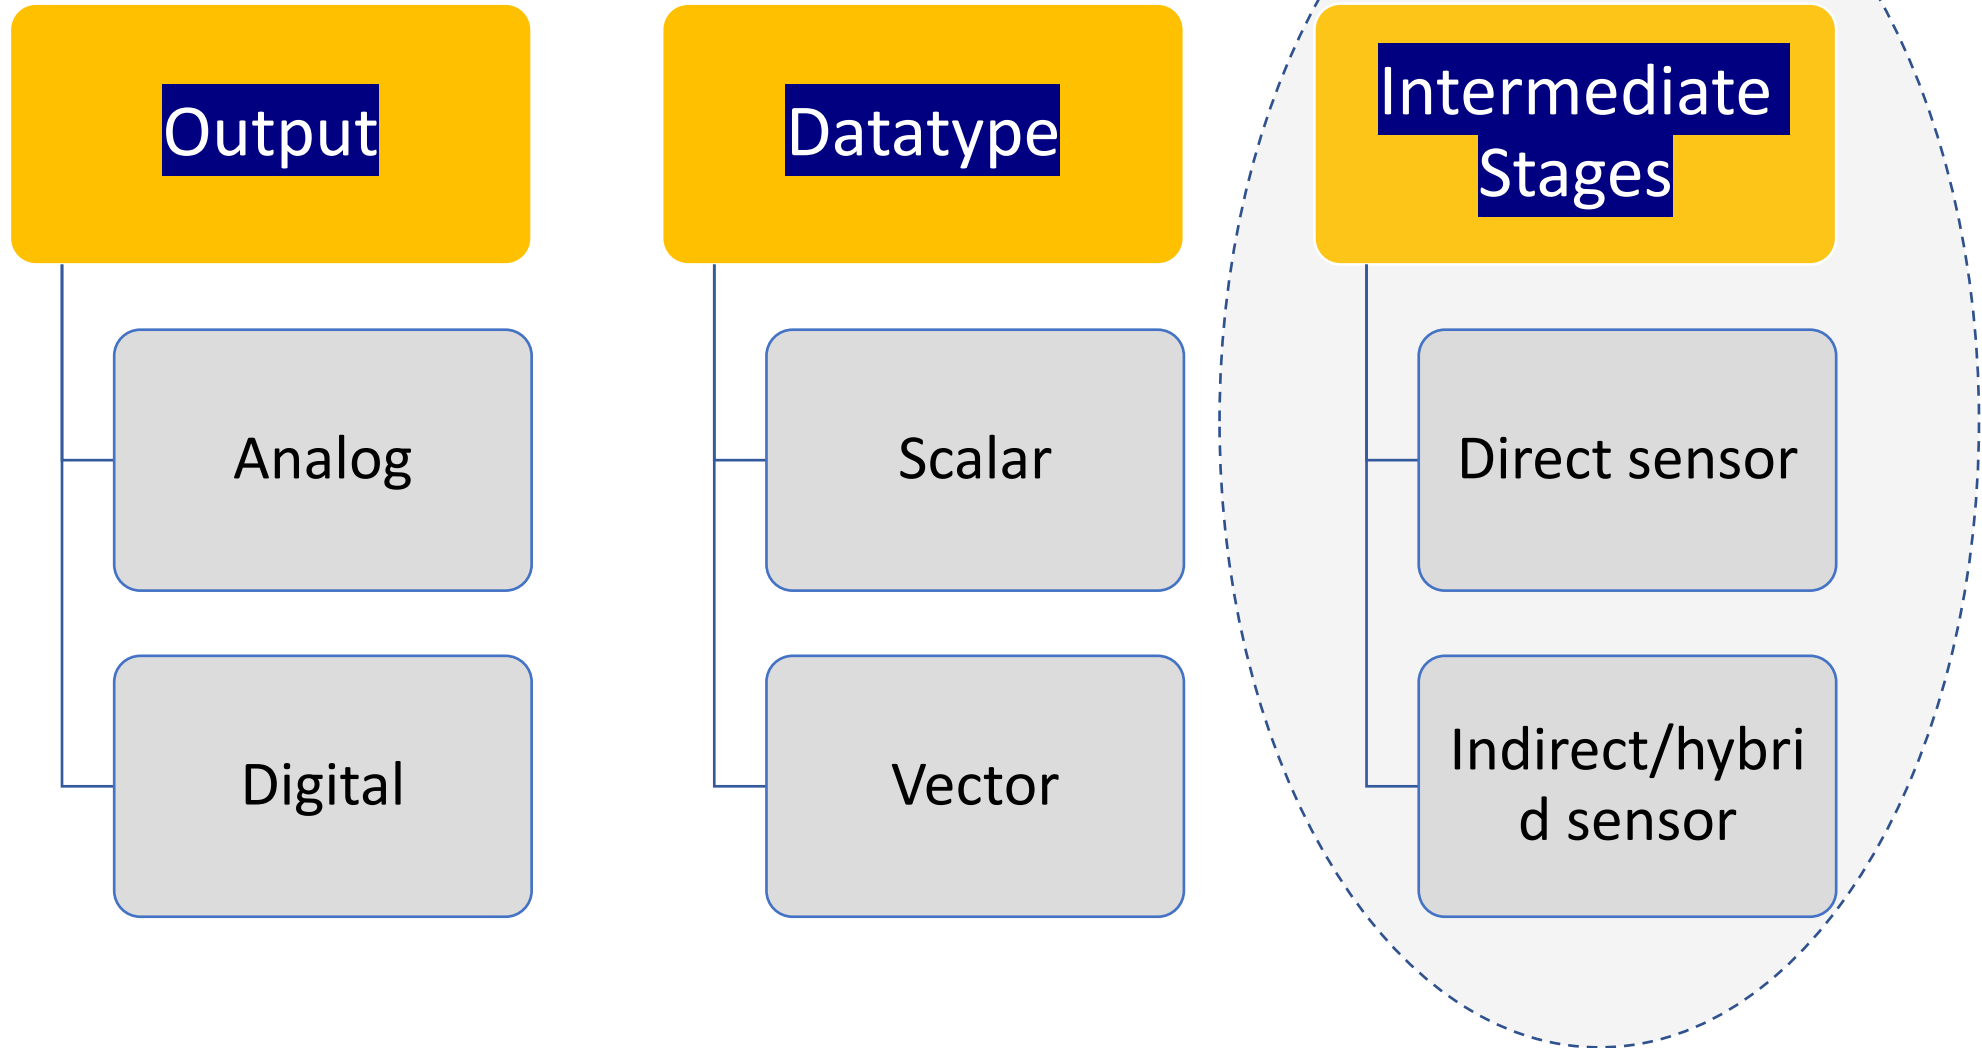 Output
Analog
Digital
Datatype
Scalar
Vector
Intermediate
Stages
Direct sensor
Indirect/hybri
d sensor